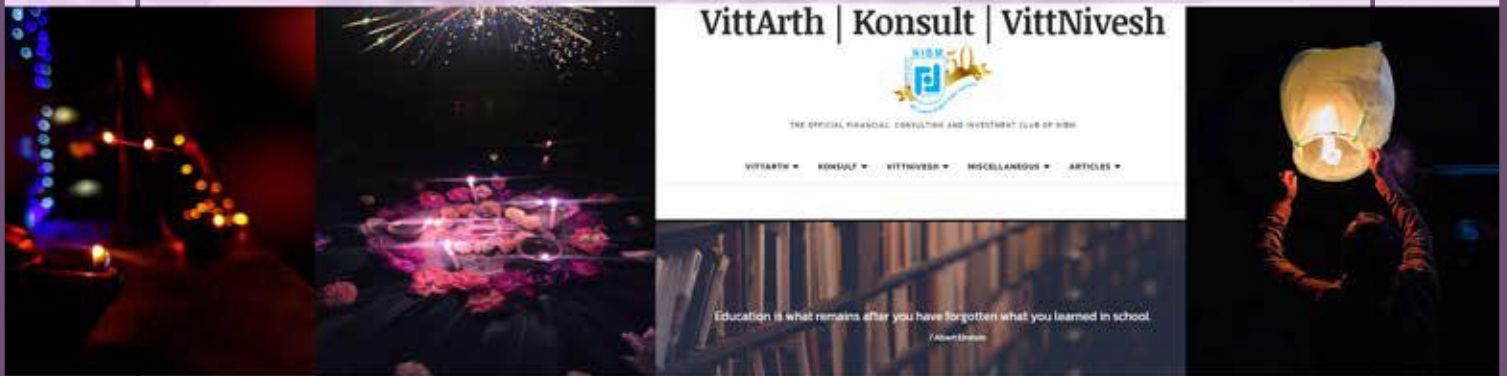 VittArth | Konsult | VittNivesh
NIBM
50
THE OFFICIAL FINANCIAL, CONSULTING AND INVESTMENT CLUB OF NIBM
VITTARTH KONSULT VITTNIVESH MISCELLANEOUS ARTICLES
Education is what remains after you have forgotten what you learned in school.
/ Albert Einstein